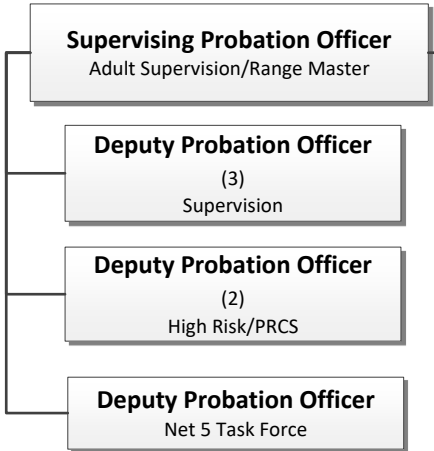 Supervising Probation Officer
Adult Supervision/Range Master
Deputy Probation Officer
(3)
Supervision
Deputy Probation Officer
(2)
High Risk/PRCS
Deputy Probation Officer
Net 5 Task Force